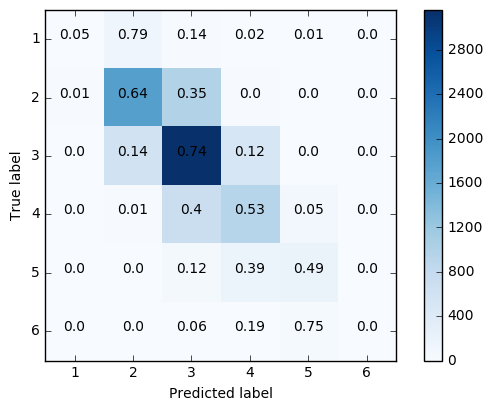 1 0.05 0.79 0.14 0.02 0.01 0.0
2 0.01 0.64 0.35 0.0 0.0 0.0
3 0.0 0.14 0.74 0.12 0.0 0.0
4 0.0 0.01 0.4 0.53 0.05 0.0
5 0.0 0.0 0.12 0.39 0.49 0.0
6 0.0 0.0 0.06 0.19 0.75 0.0
1 2 3 4 5 6
True label
Predicted label
2800
2400
2000
1600
1200
800
400
0